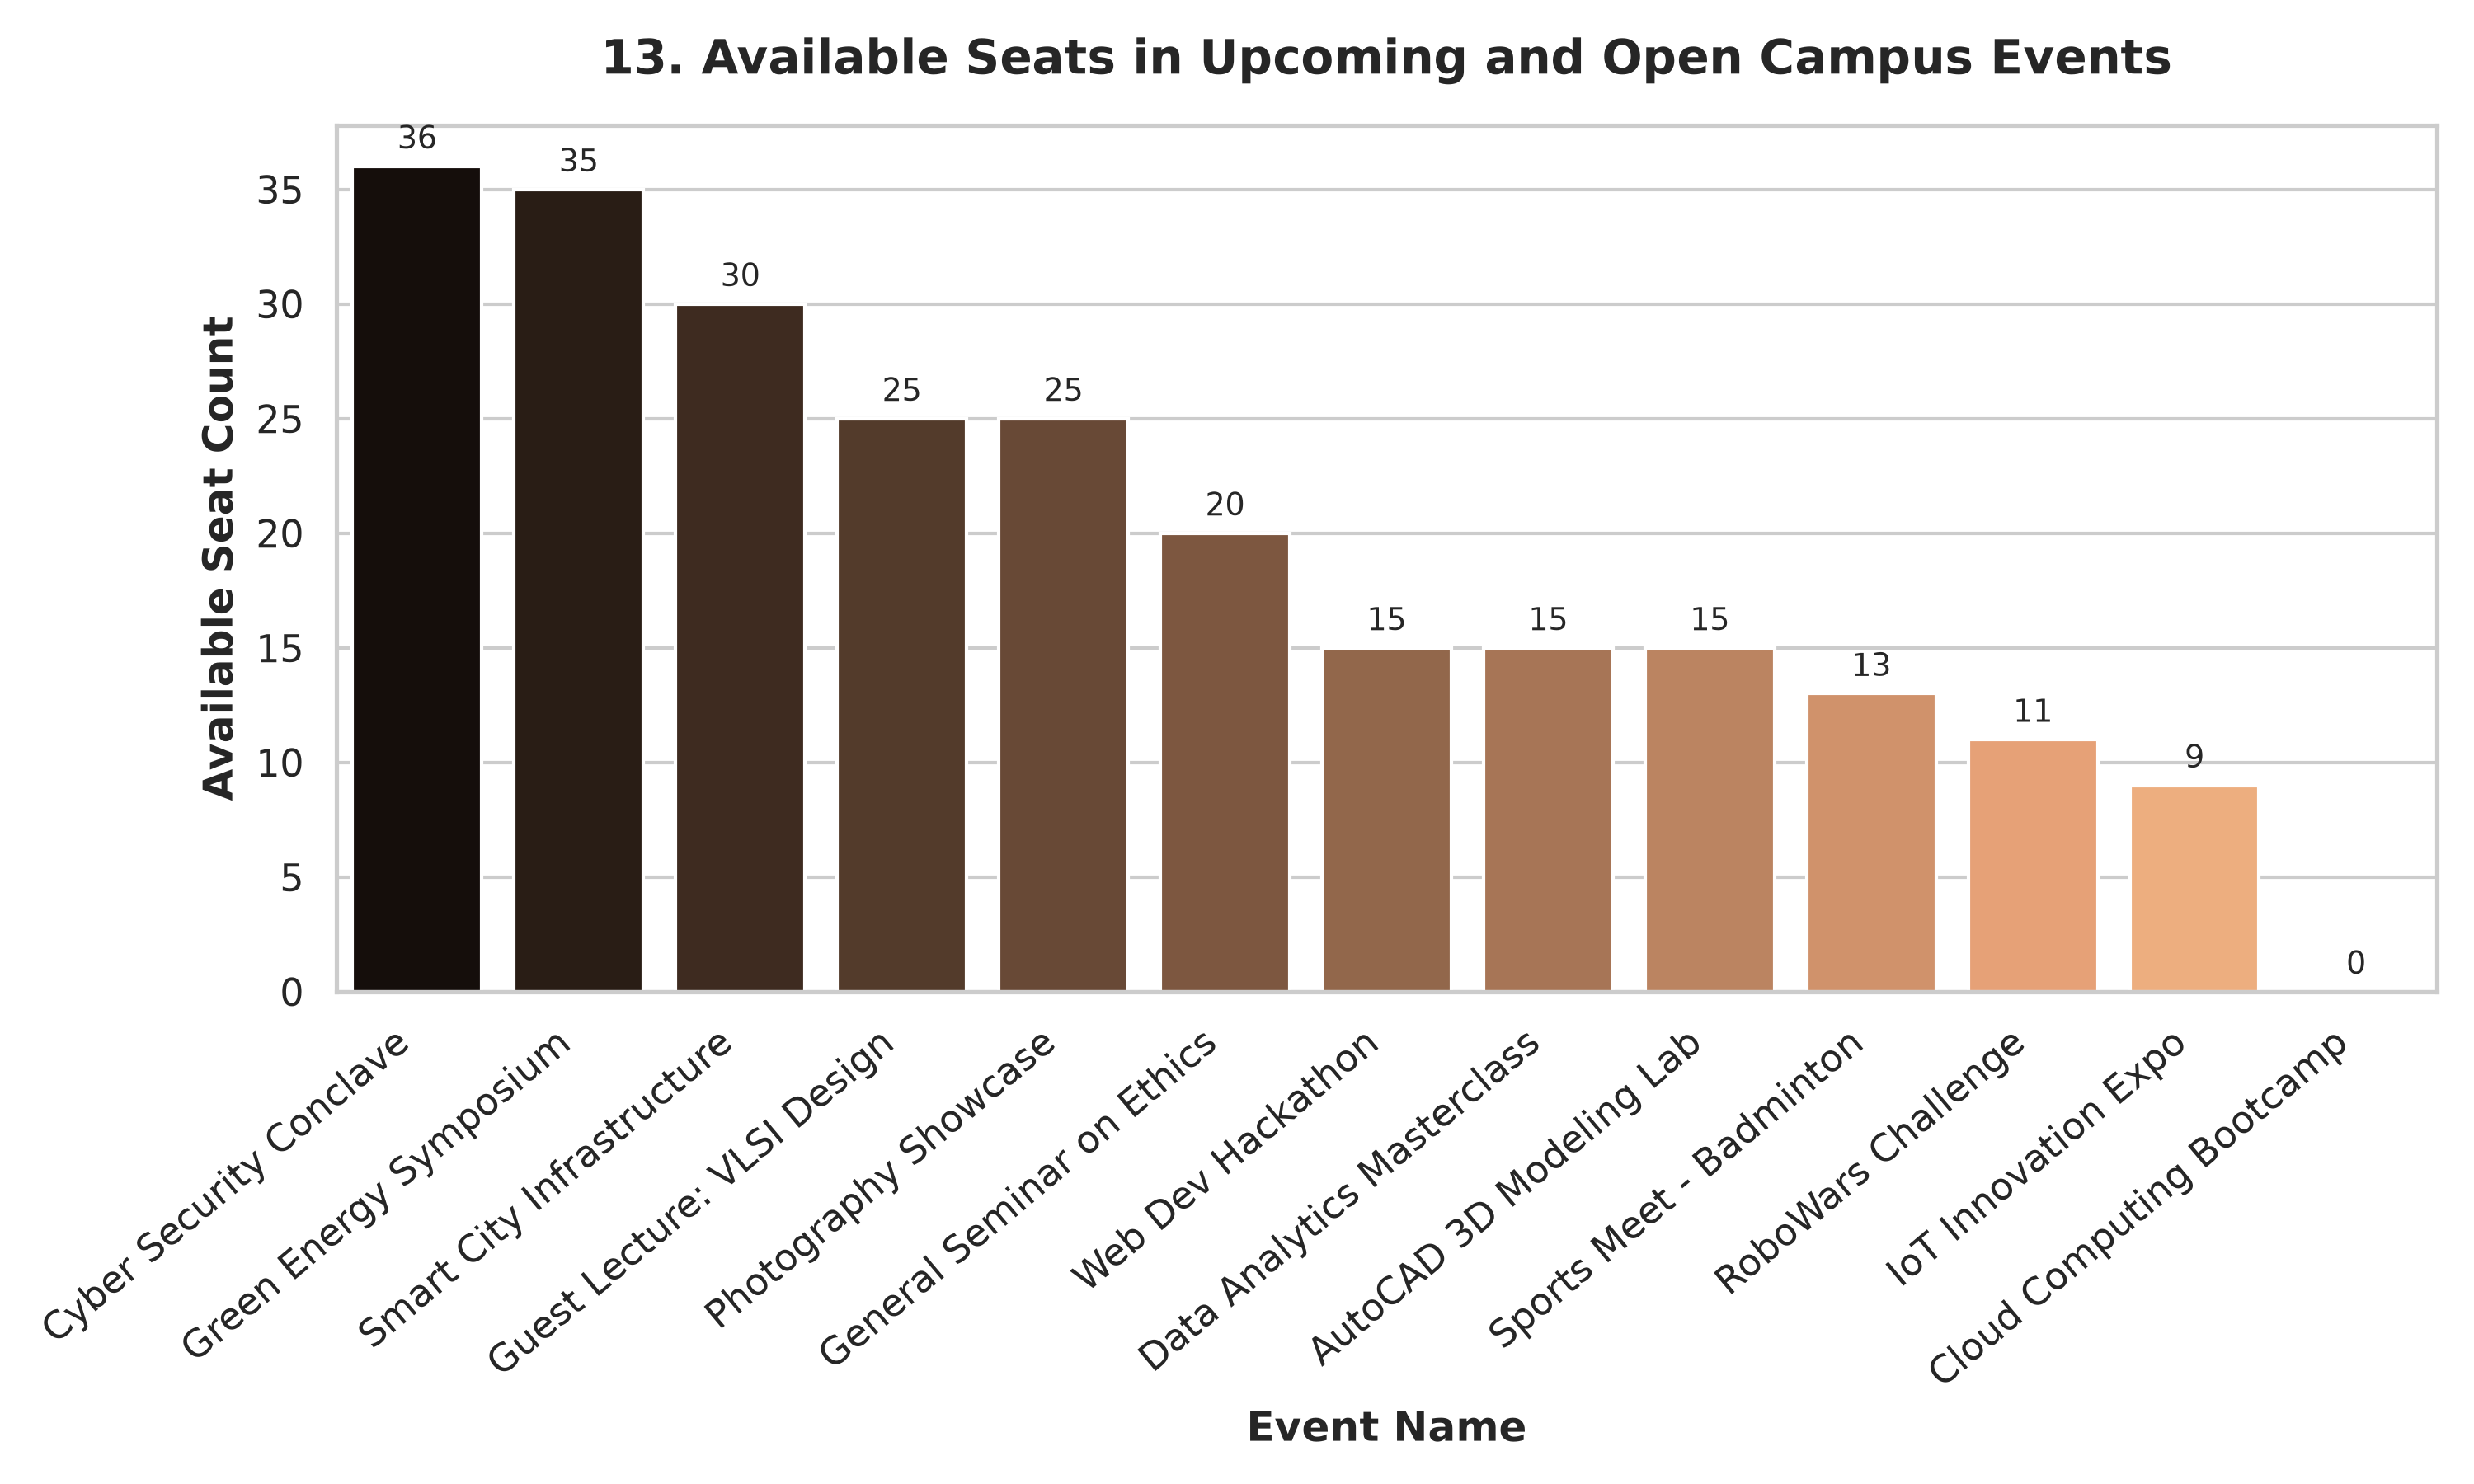 13. Available Seats in Upcoming and Open Campus Events
Available Seat Count
35
30
25
20
15
10
5
0
36
35
30
25
25
20
15
15
15
13
11
9
0
Cyber Security Conclave
Green Energy Symposium
Smart City Infrastructure
Guest Lecture: VLSI Design
Photography Showcase
General Seminar on Ethics
Web Dev Hackathon
Data Analytics Masterclass
AutoCAD 3D Modeling Lab
Sports Meet - Badminton
RoboWars Challenge
IoT Innovation Expo
Cloud Computing Bootcamp
Event Name